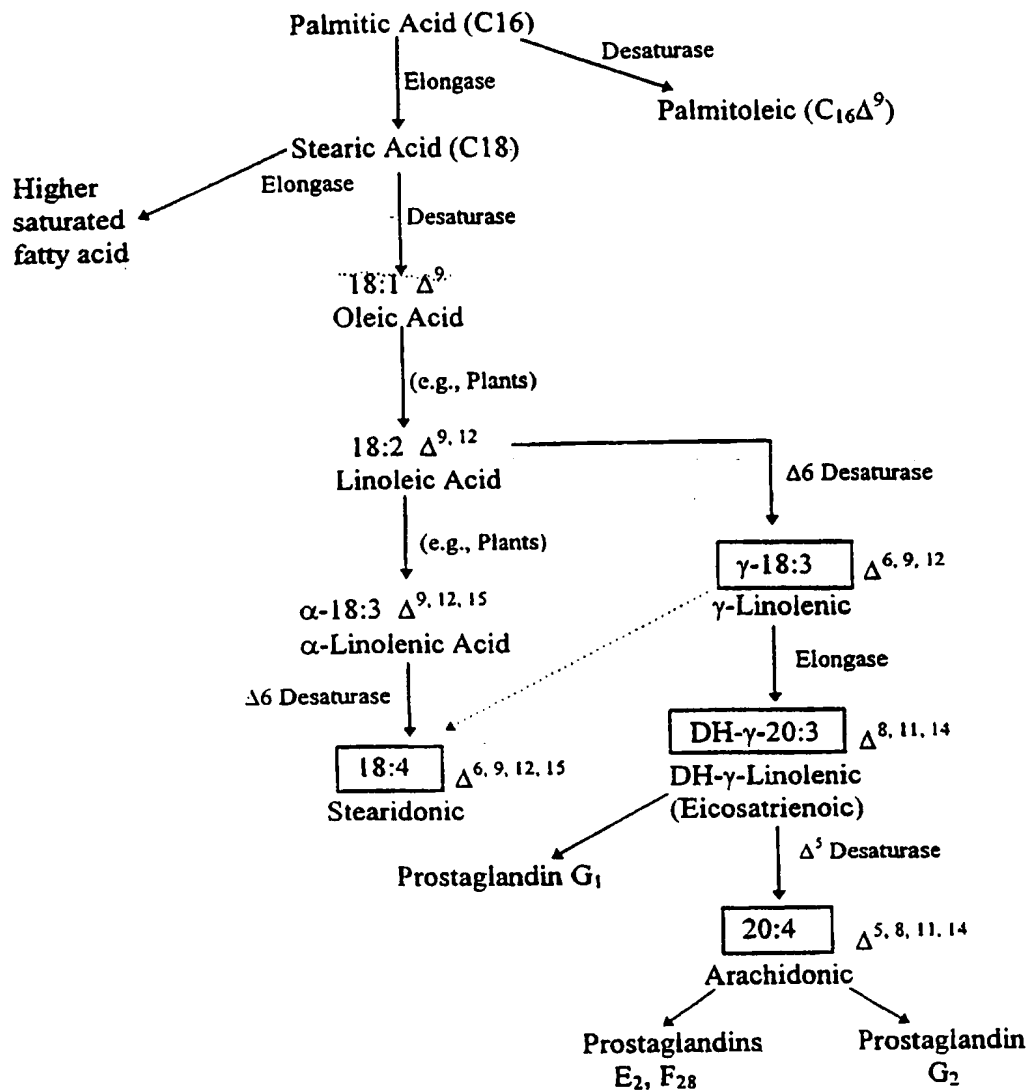 Palmitic Acid (C16)
Desaturase
Elongase
Palmitoleic (C₁₆Δ⁹)
Stearic Acid (C18)
Elongase
Higher
saturated
fatty acid
Desaturase
18:1 Δ⁹
Oleic Acid
(e.g., Plants)
18:2 Δ⁹, ¹²
Linoleic Acid
Δ6 Desaturase
(e.g., Plants)
γ-18:3 Δ⁶, ⁹, ¹²
γ-Linolenic
α-18:3 Δ⁹, ¹², ¹⁵
α-Linolenic Acid
Elongase
Δ6 Desaturase
DH-γ-20:3 Δ⁸, ¹¹, ¹⁴
DH-γ-Linolenic
(Eicosatrienoic)
18:4 Δ⁶, ⁹, ¹², ¹⁵
Stearidonic
Δ⁵ Desaturase
Prostaglandin G₁
20:4 Δ⁵, ⁸, ¹¹, ¹⁴
Arachidonic
Prostaglandins
E₂, F₂₈
Prostaglandin
G₂